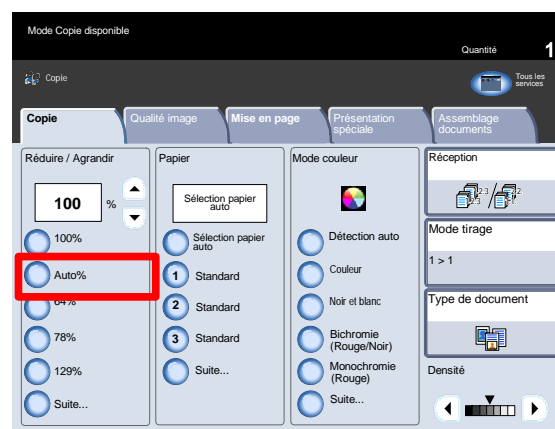 Mode Copie disponible
Quantité 1
Copie
Tous les
services
Copie
Qualité image
Mise en page
Présentation
spéciale
Assemblage
documents
Réduire / Agrandir
100 %
100%
Auto%
64%
78%
129%
Suite...
Papier
Sélection papier
auto
Sélection papier
auto
1 Standard
2 Standard
3 Standard
Suite...
Mode couleur
Détection auto
Couleur
Noir et blanc
Bichromie
(Rouge/Noir)
Monochromie
(Rouge)
Suite...
Réception
Mode tirage
1 > 1
Type de document
Densité